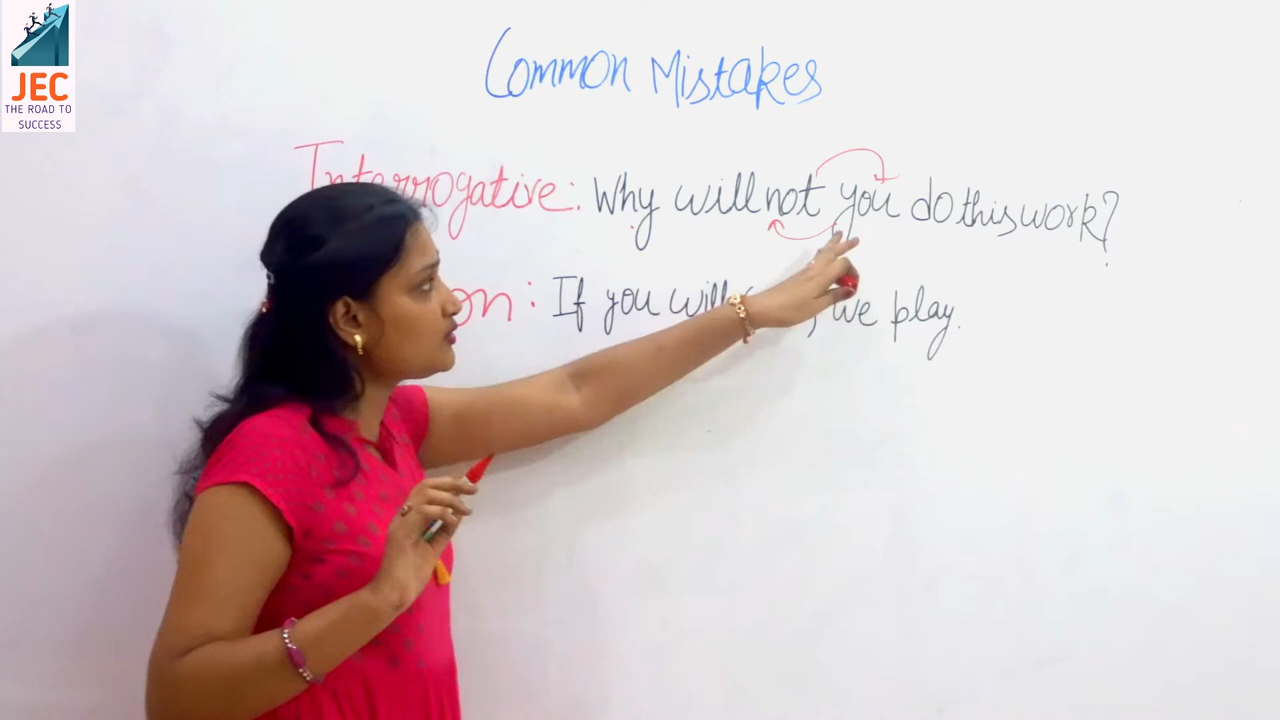 JEC
THE ROAD TO
SUCCESS
Common Mistakes
Interrogative: Why will not you do this work?
If you will , we play.